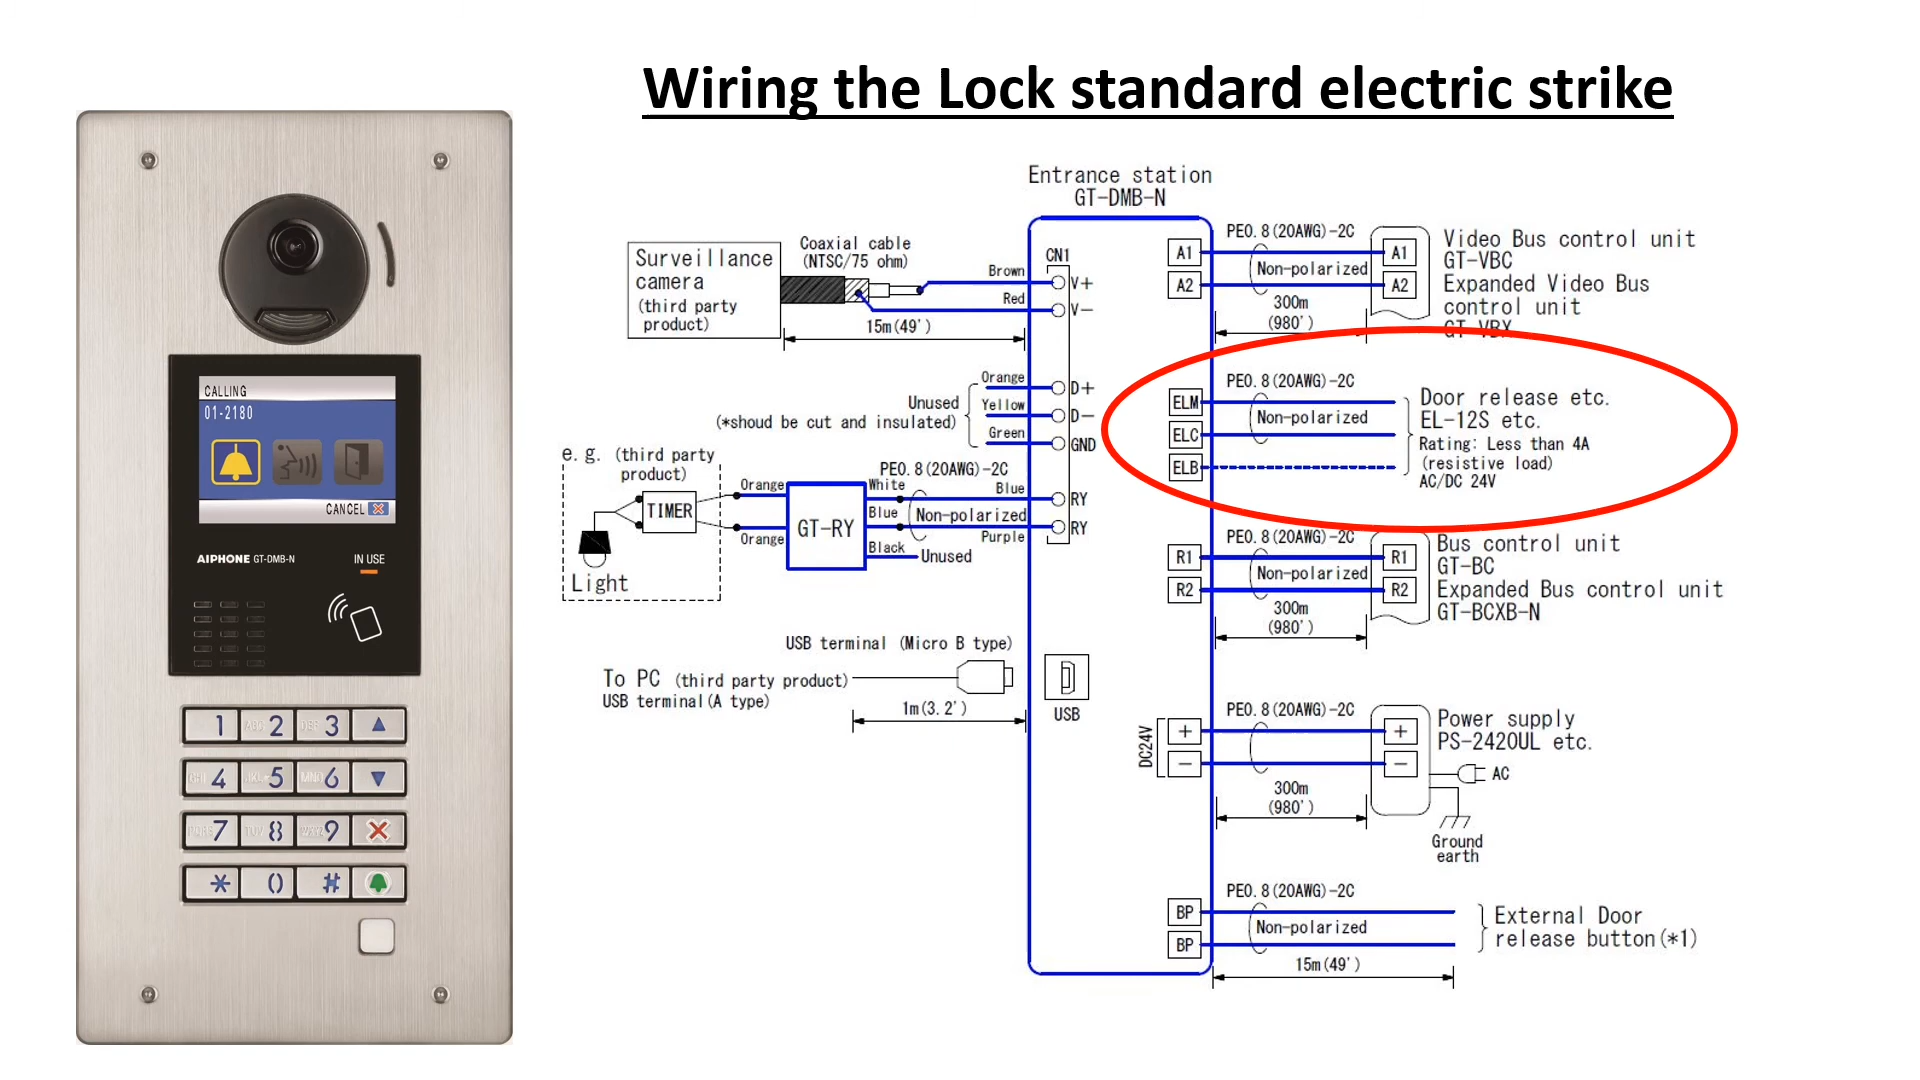 Wiring the Lock standard electric strike
CALLING
01-2180
CANCEL
AIPHONE GT-DMB-N
IN USE
1 2 3
4 5 6
7 8 9
* 0 #
Entrance station
GT-DMB-N
Surveillance
camera
(third party
product)
Coaxial cable
(NTSC/75 ohm)
Brown
Red
15m(49')
CN1
V+
V-
Unused
(*shoud be cut and insulated)
Orange
Yellow
Green
D+
D-
GND
e.g. (third party
product)
TIMER
Light
Orange
Orange
GT-RY
PE0.8(20AWG)-2C
White
Blue
Blue
Non-polarized
Purple
Black
Unused
RY
RY
USB terminal (Micro B type)
To PC (third party product)
USB terminal(A type)
1m(3.2')
USB
A1
A2
PE0.8(20AWG)-2C
Non-polarized
300m
(980')
A1
A2
Video Bus control unit
GT-VBC
Expanded Video Bus
control unit
GT-VBX
ELM
ELC
ELB
PE0.8(20AWG)-2C
Non-polarized
Door release etc.
EL-12S etc.
Rating: Less than 4A
(resistive load)
AC/DC 24V
R1
R2
PE0.8(20AWG)-2C
Non-polarized
300m
(980')
R1
R2
Bus control unit
GT-BC
Expanded Bus control unit
GT-BCXB-N
DC24V
+
-
PE0.8(20AWG)-2C
300m
(980')
+
-
Power supply
PS-2420UL etc.
AC
Ground
earth
BP
BP
PE0.8(20AWG)-2C
Non-polarized
15m(49')
External Door
release button(*1)